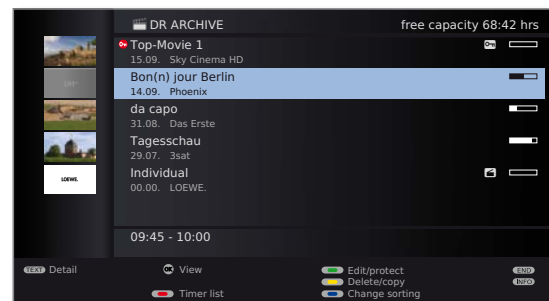 DR ARCHIVE free capacity 68:42 hrs
Top-Movie 1
15.09. Sky Cinema HD
Bon(n) jour Berlin
14.09. Phoenix
da capo
31.08. Das Erste
Tagesschau
29.07. 3sat
LOEWE.
Individual
00.00. LOEWE.
09:45 - 10:00
TEXT Detail OK View Edit/protect END
Delete/copy INFO
Timer list Change sorting